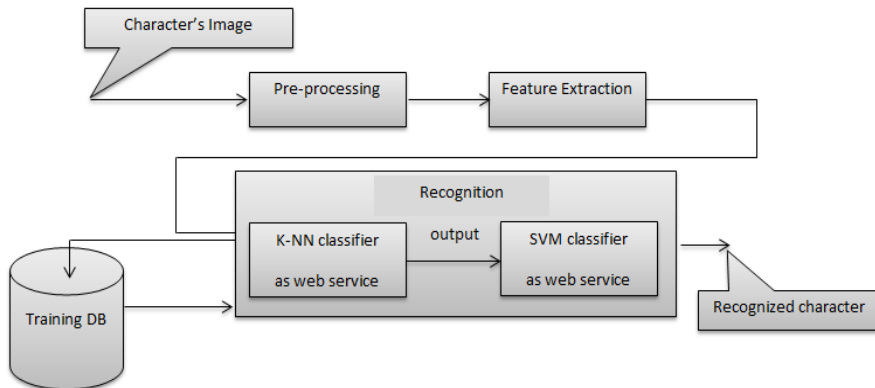 Character's Image
Pre-processing
Feature Extraction
Recognition
K-NN classifier
as web service
output
SVM classifier
as web service
Training DB
Recognized character